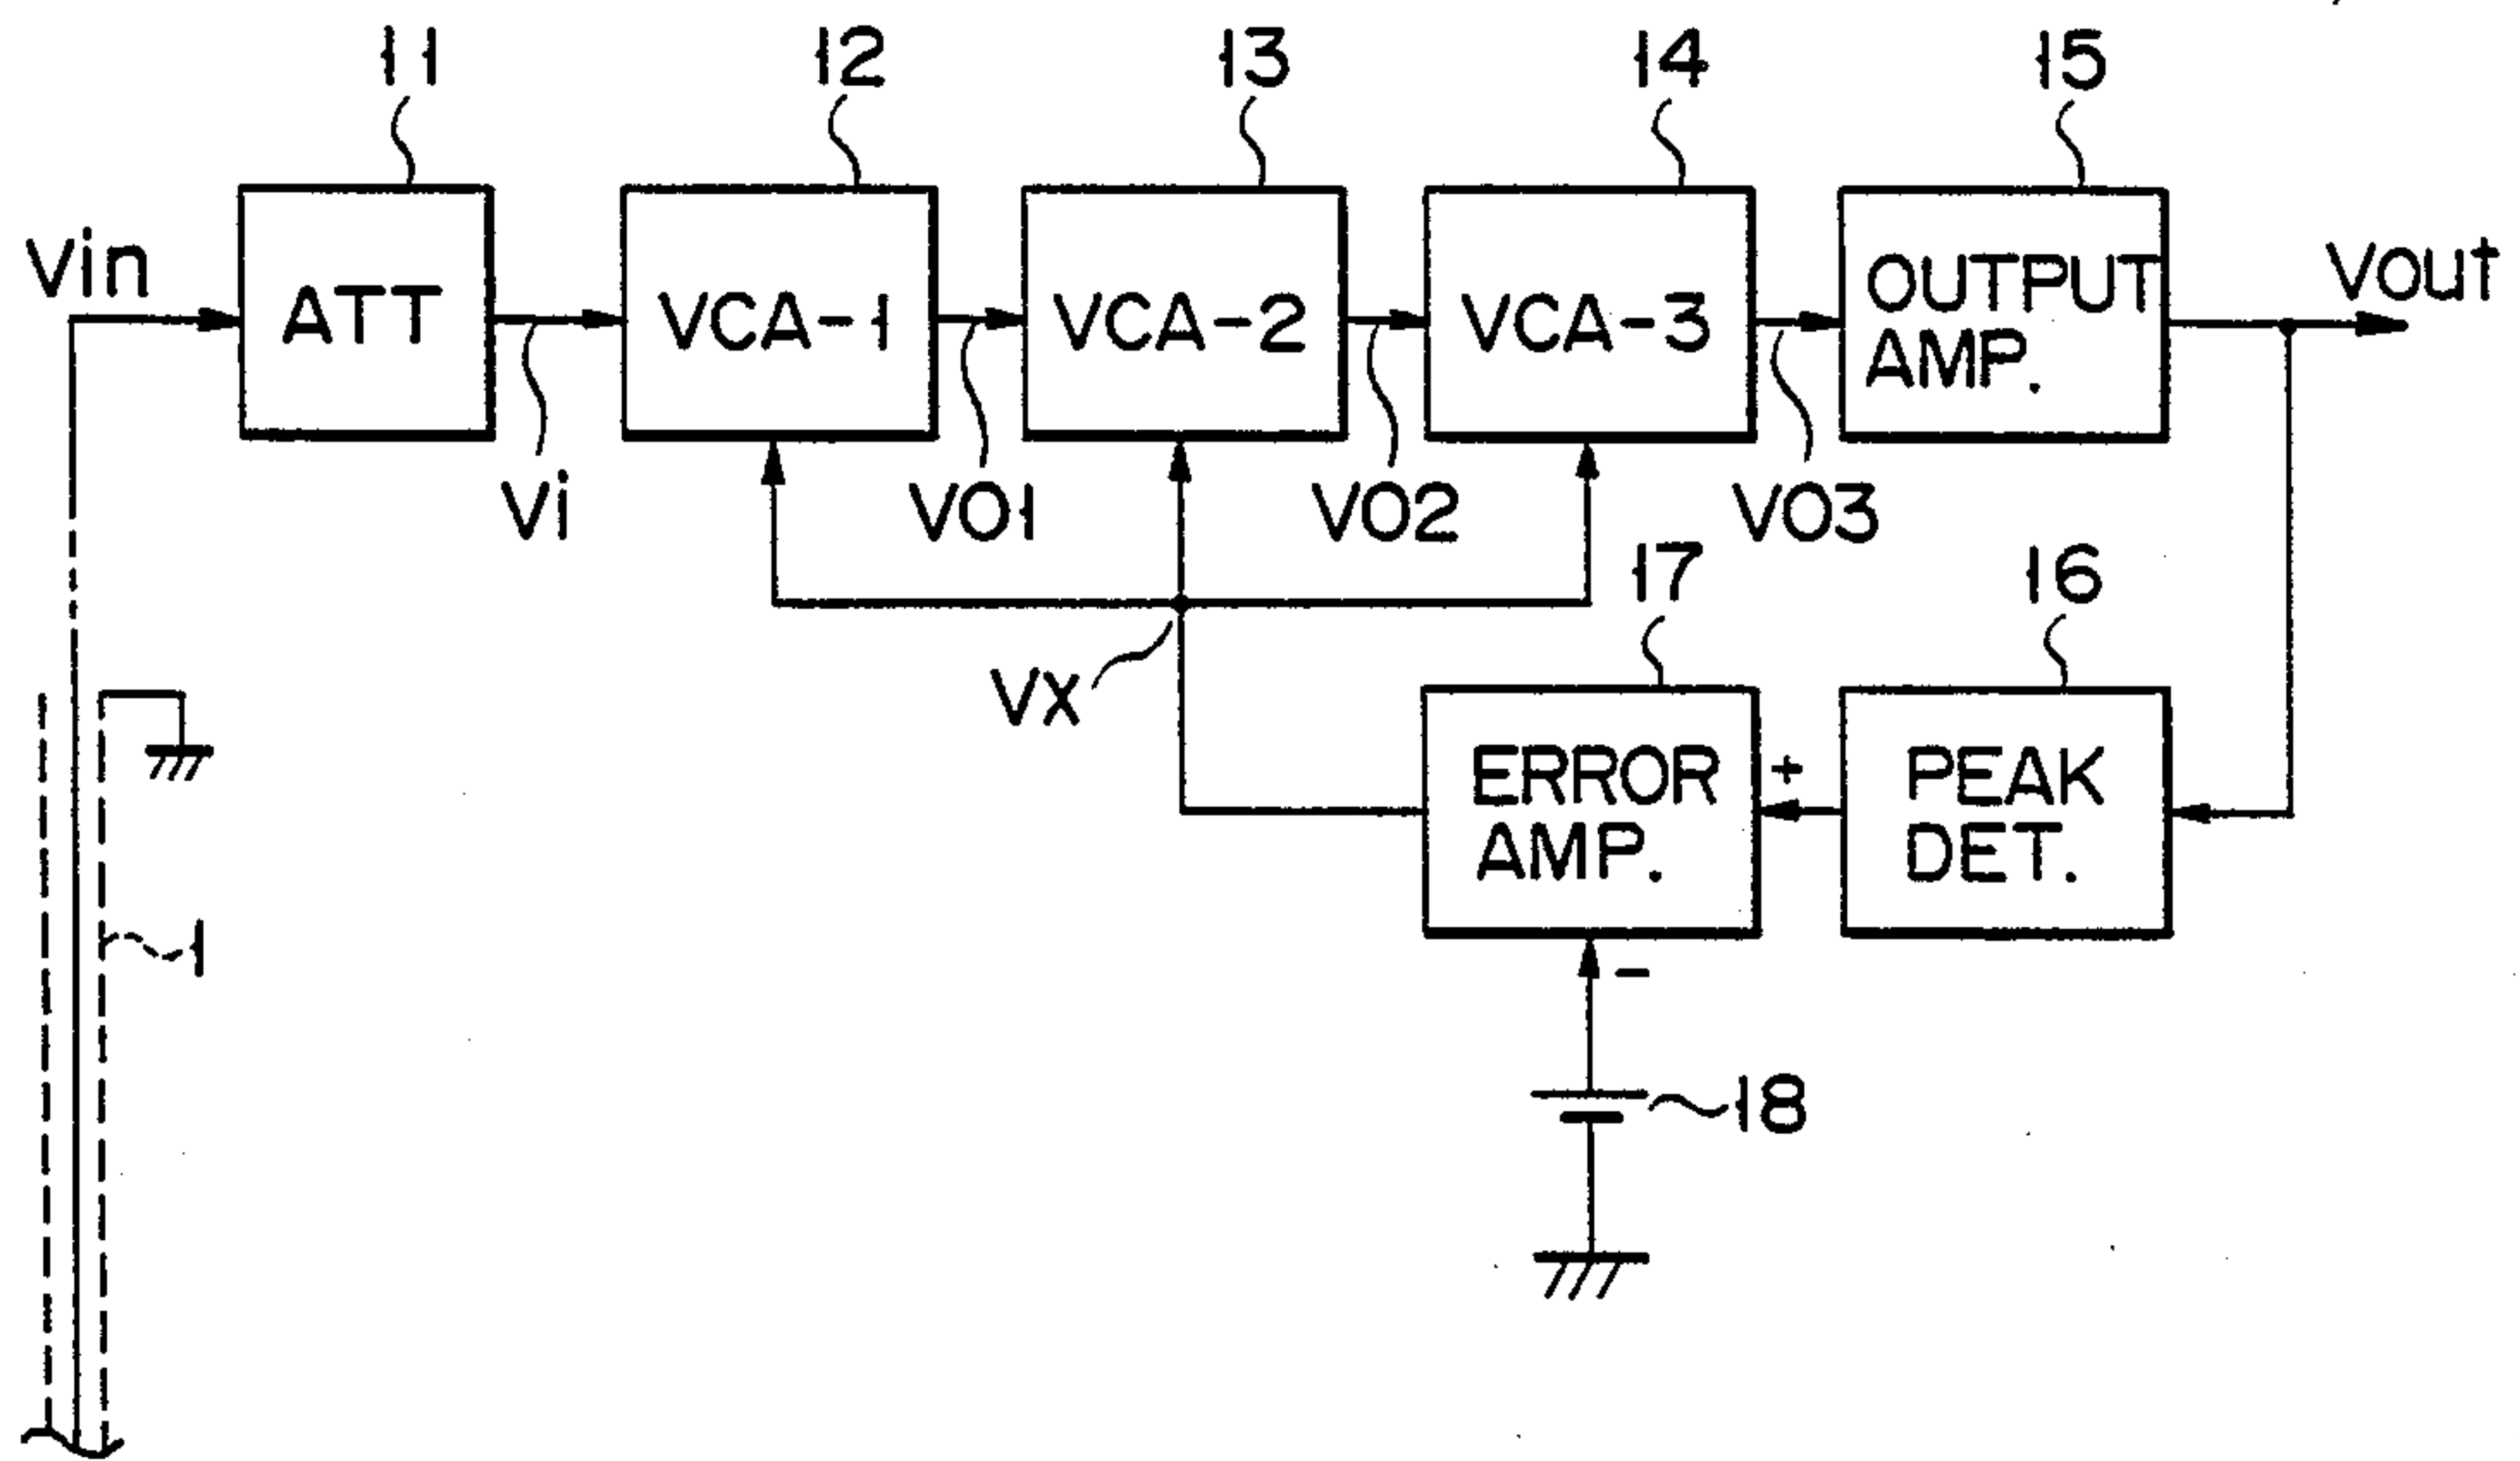 11
12
13
14
15
Vin
ATT
VCA-1
VCA-2
VCA-3
OUTPUT
AMP.
Vout
Vi
VO1
VO2
VO3
17
16
VX
ERROR
AMP.
+
PEAK
DET.
1
-
18